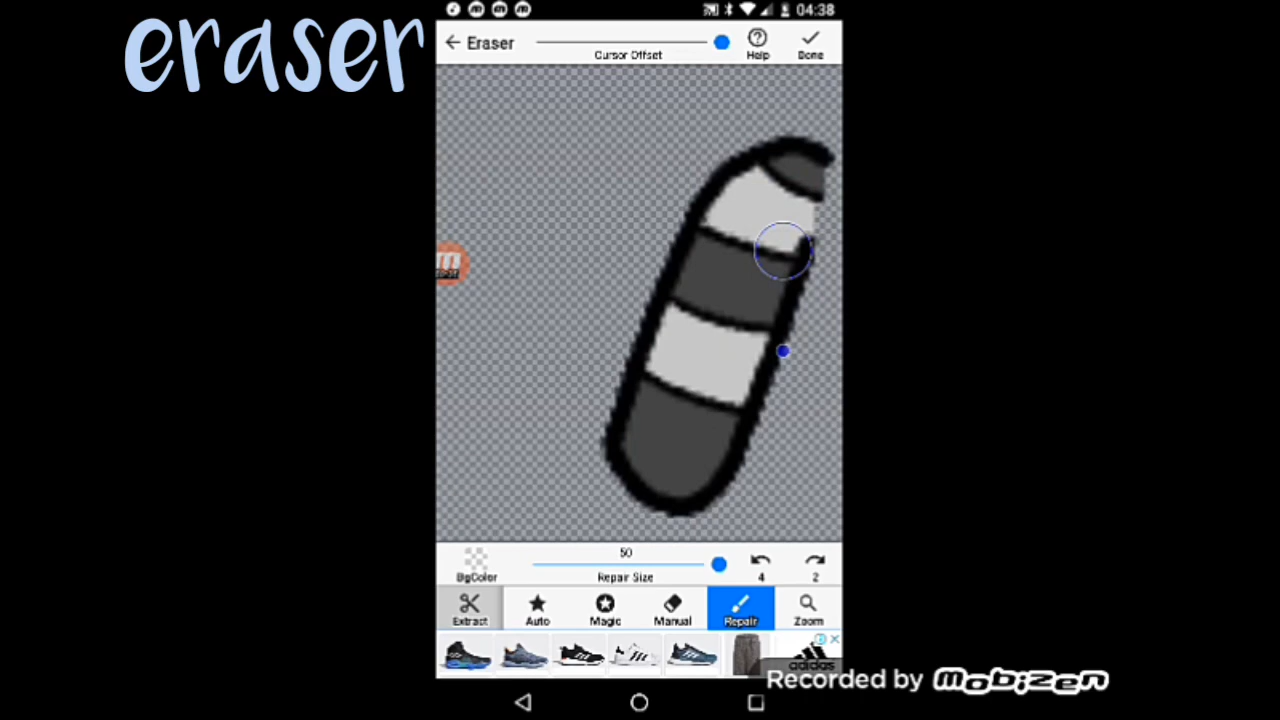 eraser
04:38
Eraser
Cursor Offset
Help
Done
50
BgColor
Repair Size
4
2
Extract
Auto
Magic
Manual
Repair
Zoom
adidas
Recorded by mobizen